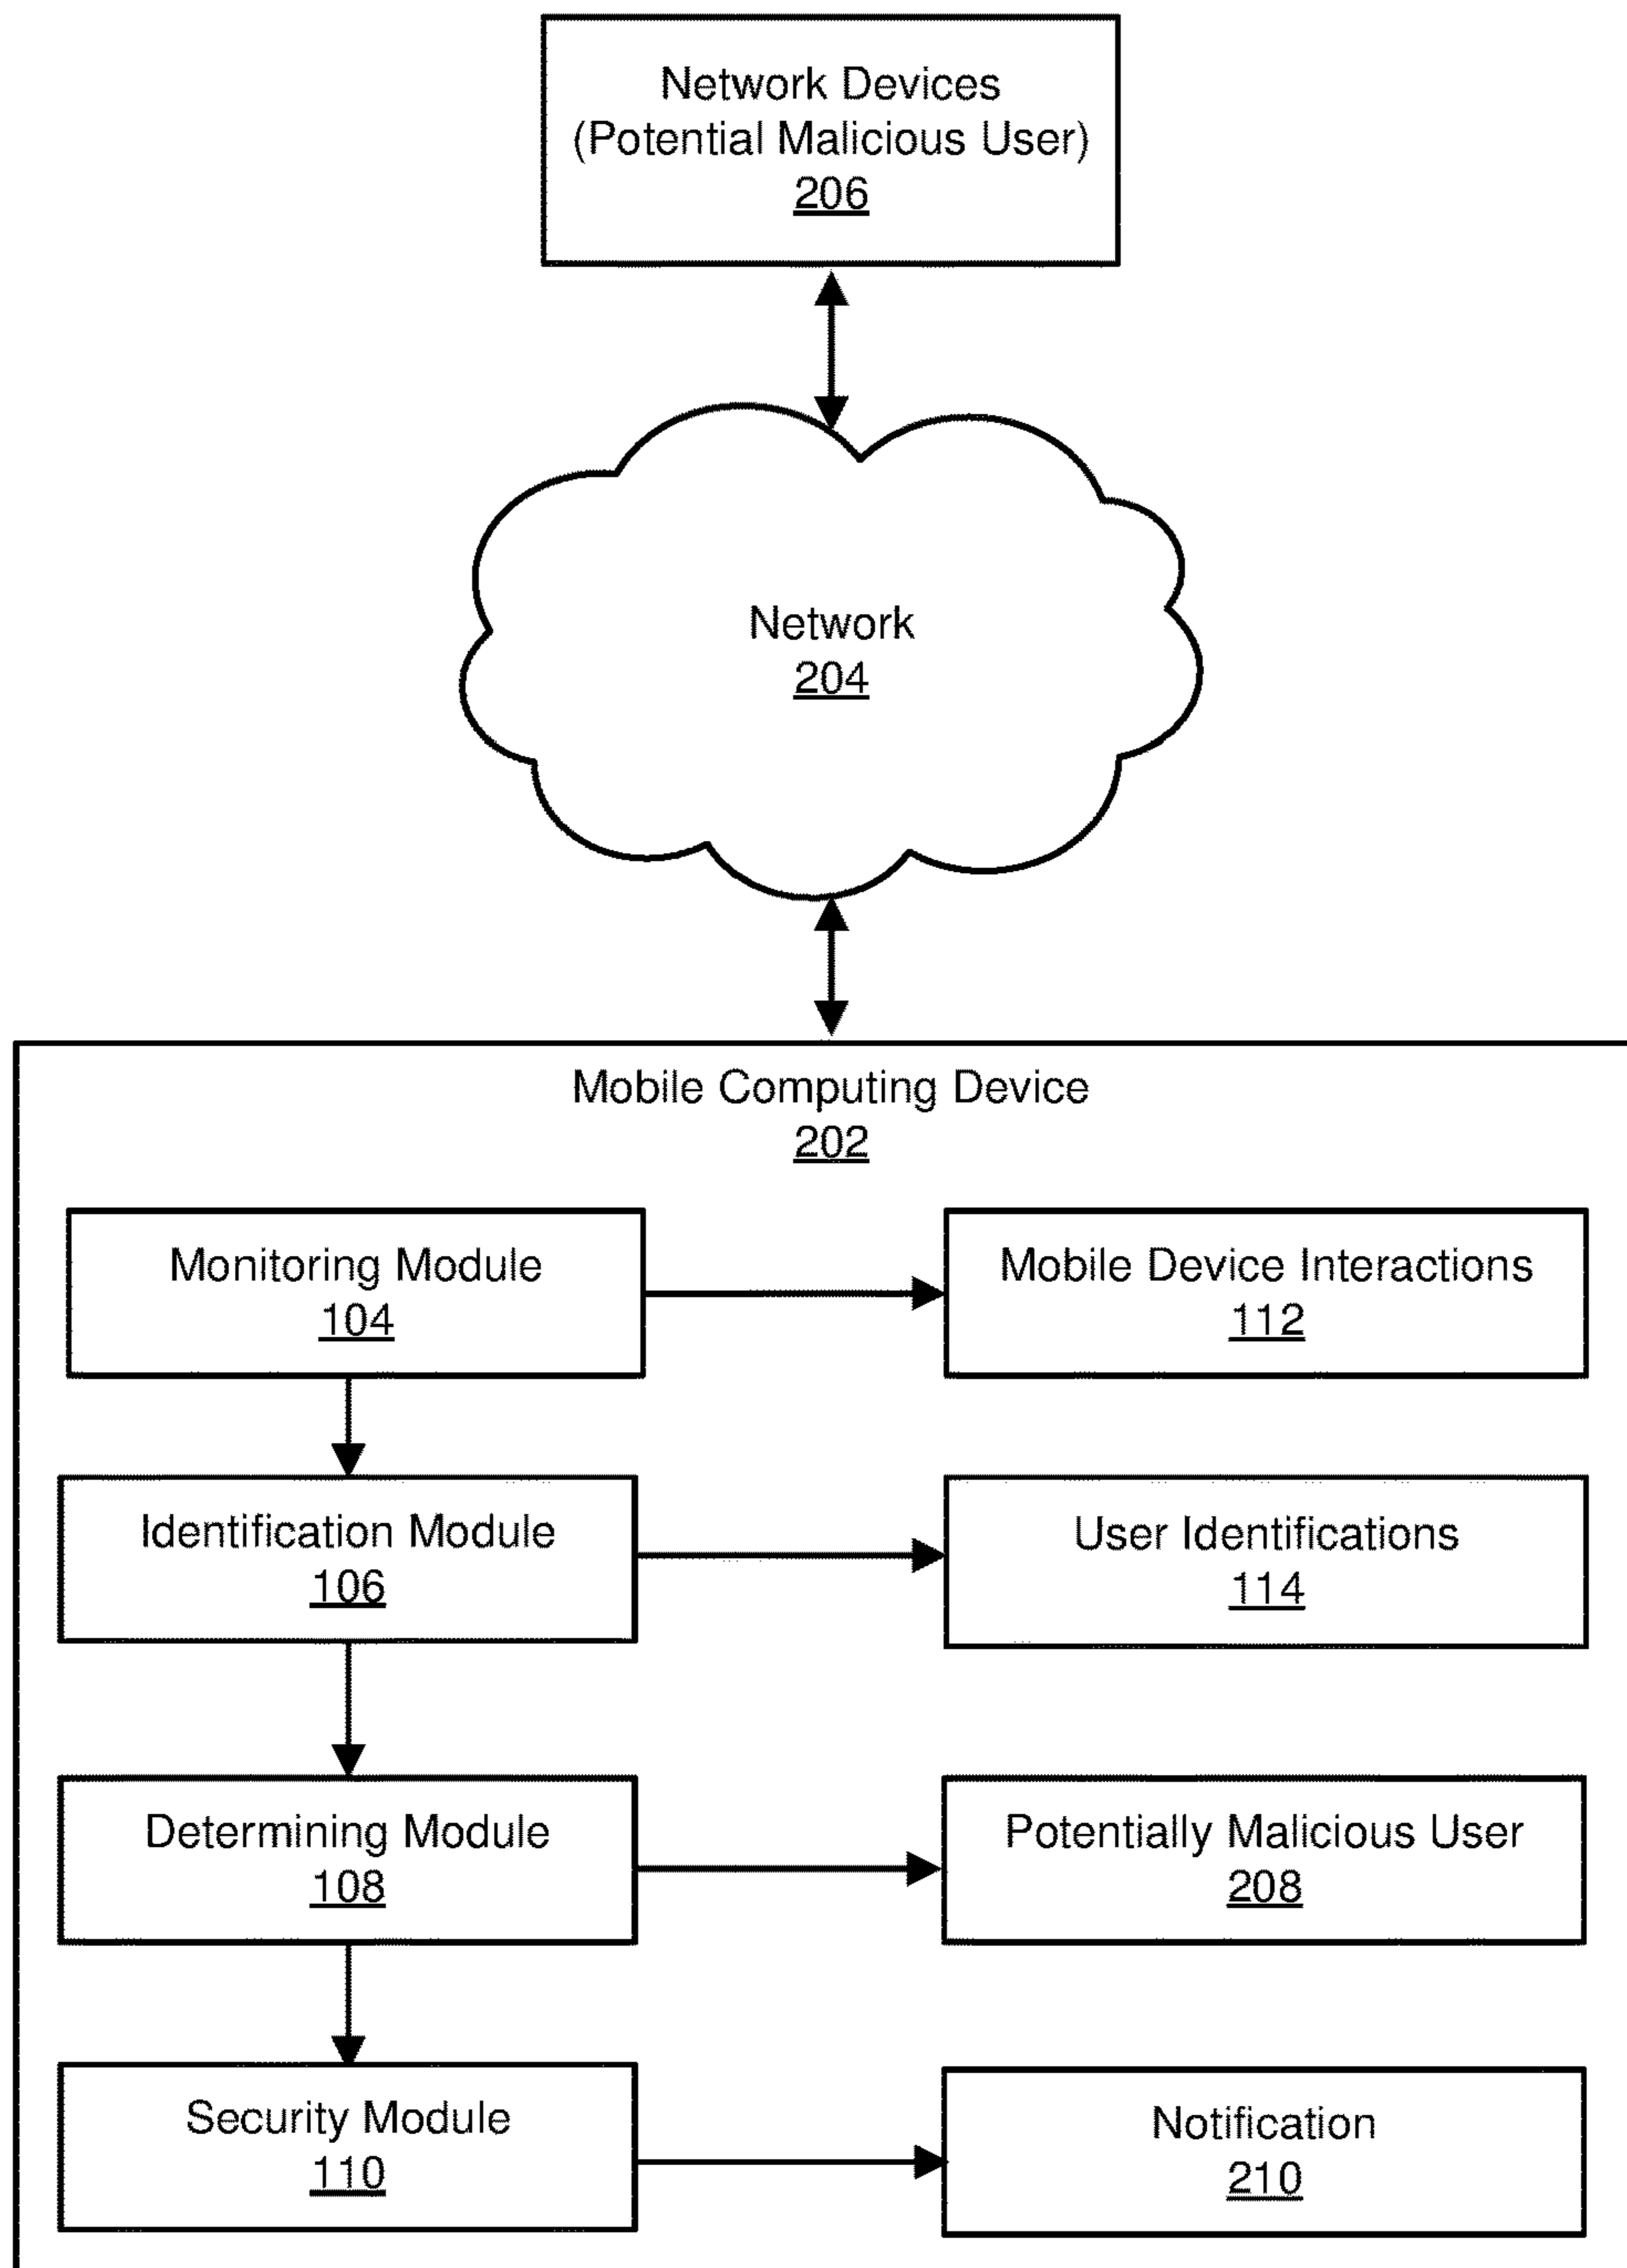 Network Devices
(Potential Malicious User)
206
Network
204
Mobile Computing Device
202
Monitoring Module
104
Mobile Device Interactions
112
Identification Module
106
User Identifications
114
Determining Module
108
Potentially Malicious User
208
Security Module
110
Notification
210